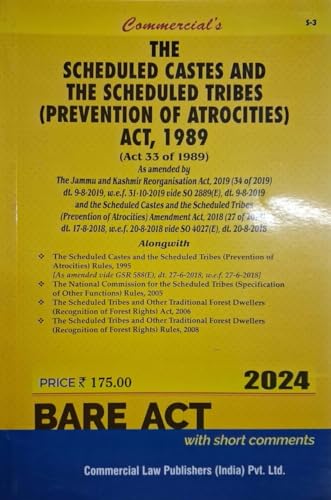 Commercial's
S-3
THE
SCHEDULED CASTES AND
THE SCHEDULED TRIBES
(PREVENTION OF ATROCITIES)
ACT, 1989
(Act 33 of 1989)
As amended by
The Jammu and Kashmir Reorganisation Act, 2019 (34 of 2019)
dt. 9-8-2019, w.e.f. 31-10-2019 vide SO 2889(E), dt. 9-8-2019
and the Scheduled Castes and the Scheduled Tribes
(Prevention of Atrocities) Amendment Act, 2018 (27 of
dt. 17-8-2018, w.e.f. 20-8-2018 vide SO 4027(E), dt. 20-8-2018
Alongwith
The Scheduled Castes and the Scheduled Tribes (Prevention of
Atrocities) Rules, 1995
[As amended vide GSR 588(E), dt. 27-6-2018, w.e.f. 27-6-2018]
The National Commission for the Scheduled Tribes (Specification
of Other Functions) Rules, 2005
The Scheduled Tribes and Other Traditional Forest Dwellers
(Recognition of Forest Rights) Act, 2006
The Scheduled Tribes and Other Traditional Forest Dwellers
(Recognition of Forest Rights) Rules, 2008
PRICE ₹ 175.00
2024
BARE ACT
with short comments
Commercial Law Publishers (India) Pvt. Ltd.